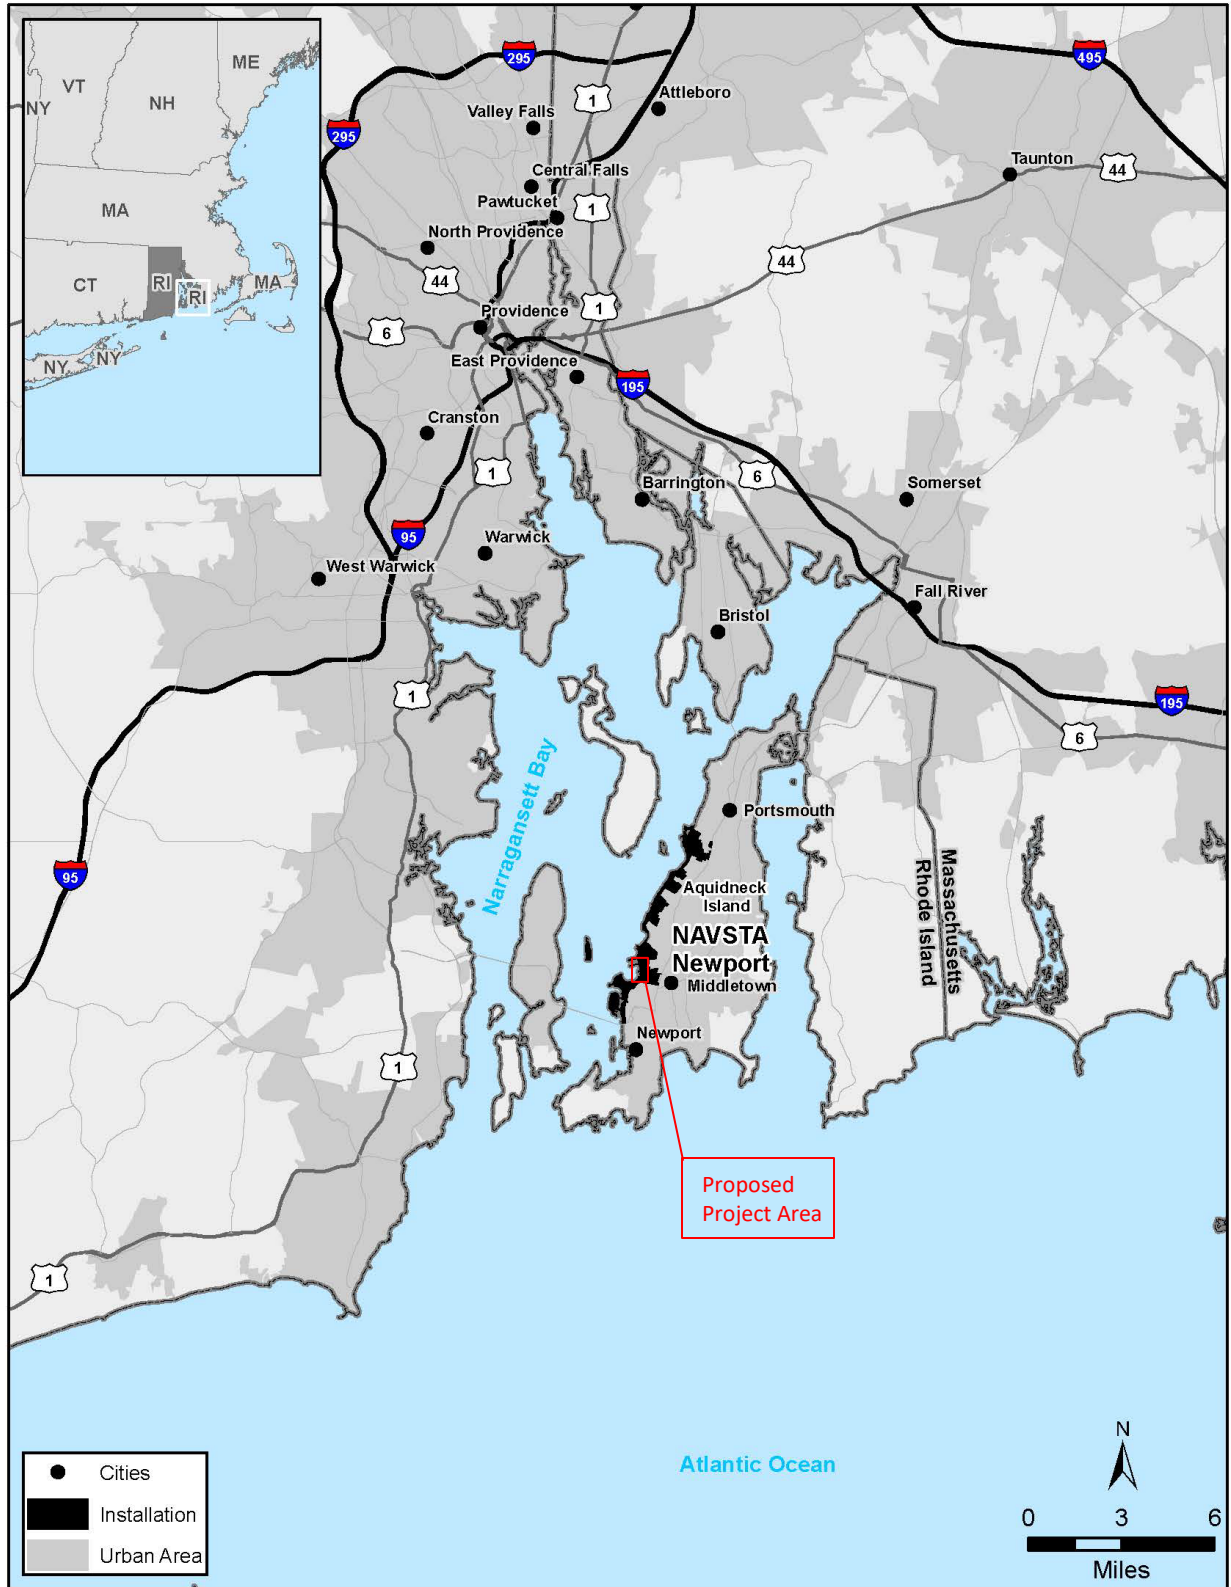 ME
VT
NY
NH
MA
CT
RI
RI
MA
NY
NY
295
495
1
Attleboro
Valley Falls
295
Taunton
44
Central Falls
Pawtucket
1
North Providence
44
44
Providence
1
6
East Providence
195
Cranston
1
6
Barrington
Somerset
95
Warwick
West Warwick
Fall River
Bristol
1
195
6
Narragansett Bay
Portsmouth
95
Massachusetts
Rhode Island
Aquidneck
Island
NAVSTA
Newport
Middletown
Newport
1
Proposed
Project Area
1
Atlantic Ocean
N
0 3 6
Miles
Cities
Installation
Urban Area